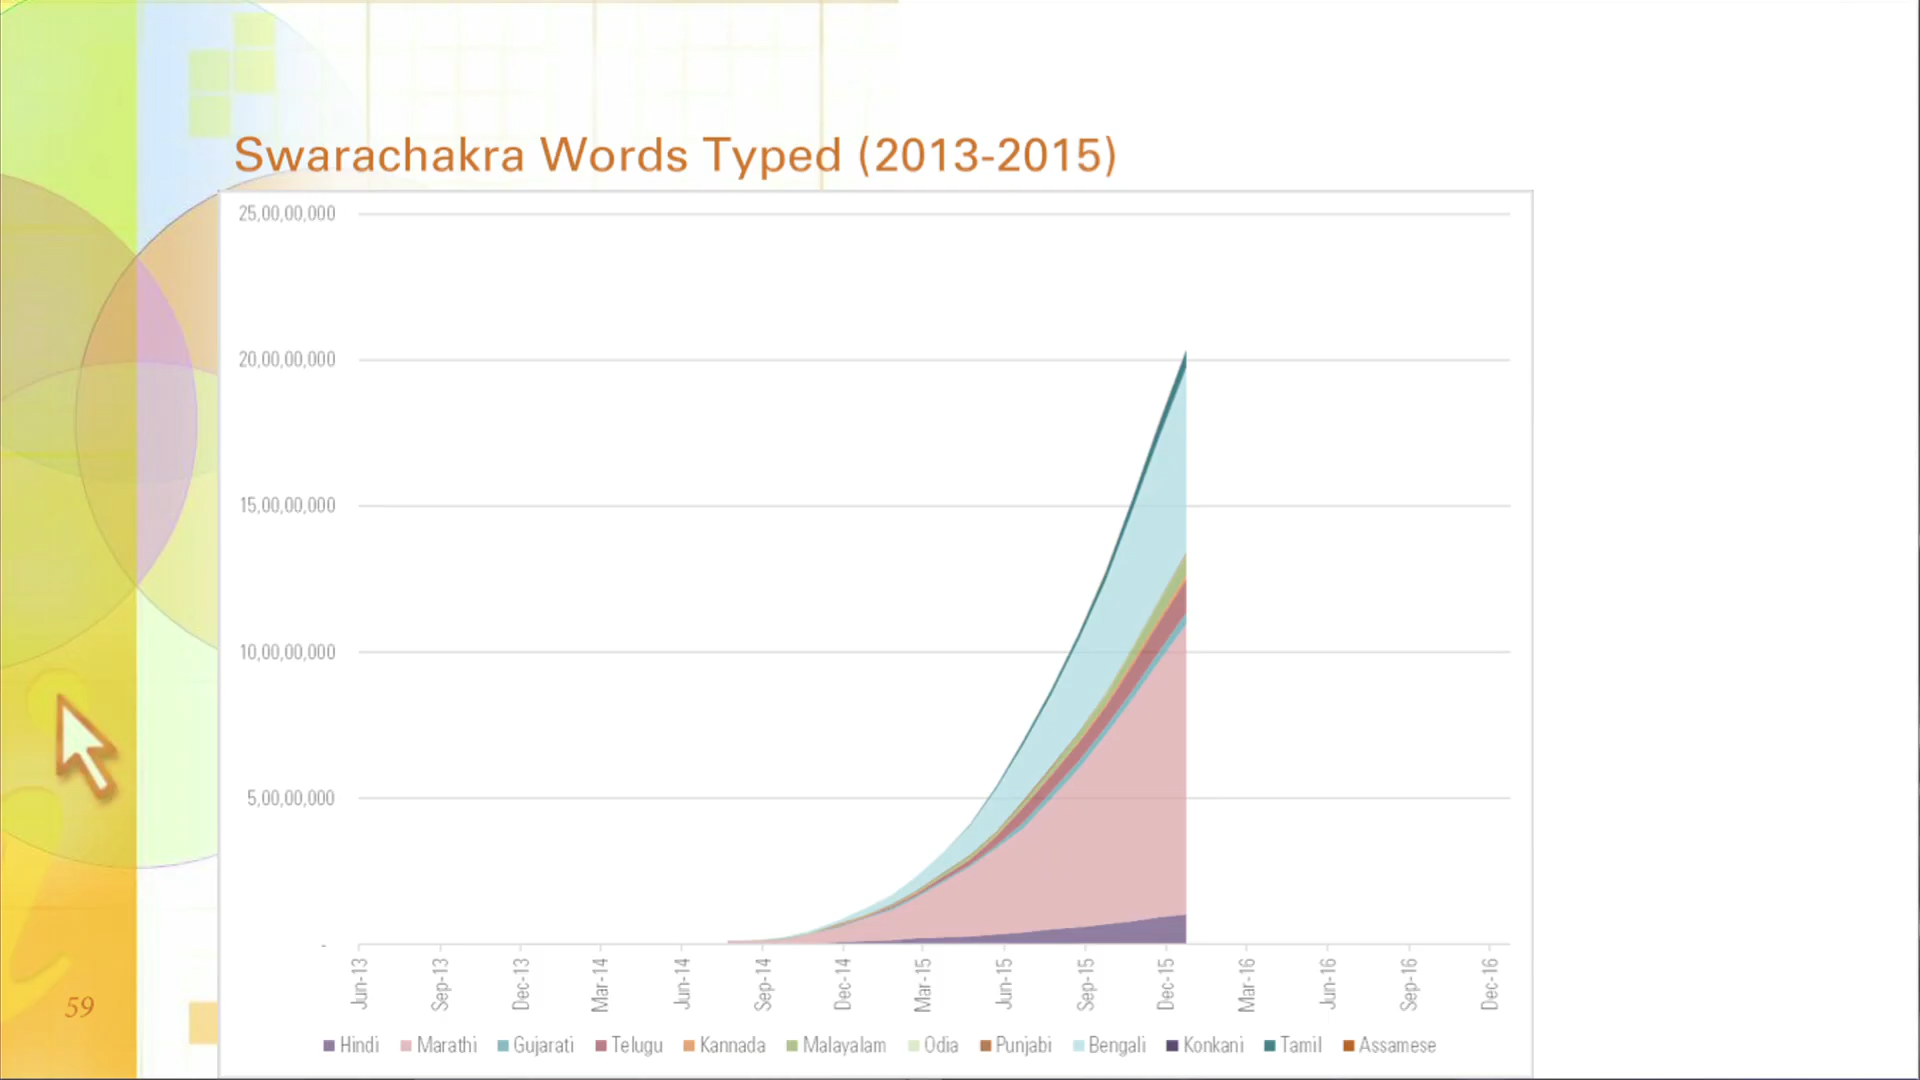 Swarachakra Words Typed (2013-2015)
25,00,00,000
20,00,00,000
15,00,00,000
10,00,00,000
5,00,00,000
-
Jun-13 Sep-13 Dec-13 Mar-14 Jun-14 Sep-14 Dec-14 Mar-15 Jun-15 Sep-15 Dec-15 Mar-16 Jun-16 Sep-16 Dec-16
59
Hindi Marathi Gujarati Telugu Kannada Malayalam Odia Punjabi Bengali Konkani Tamil Assamese